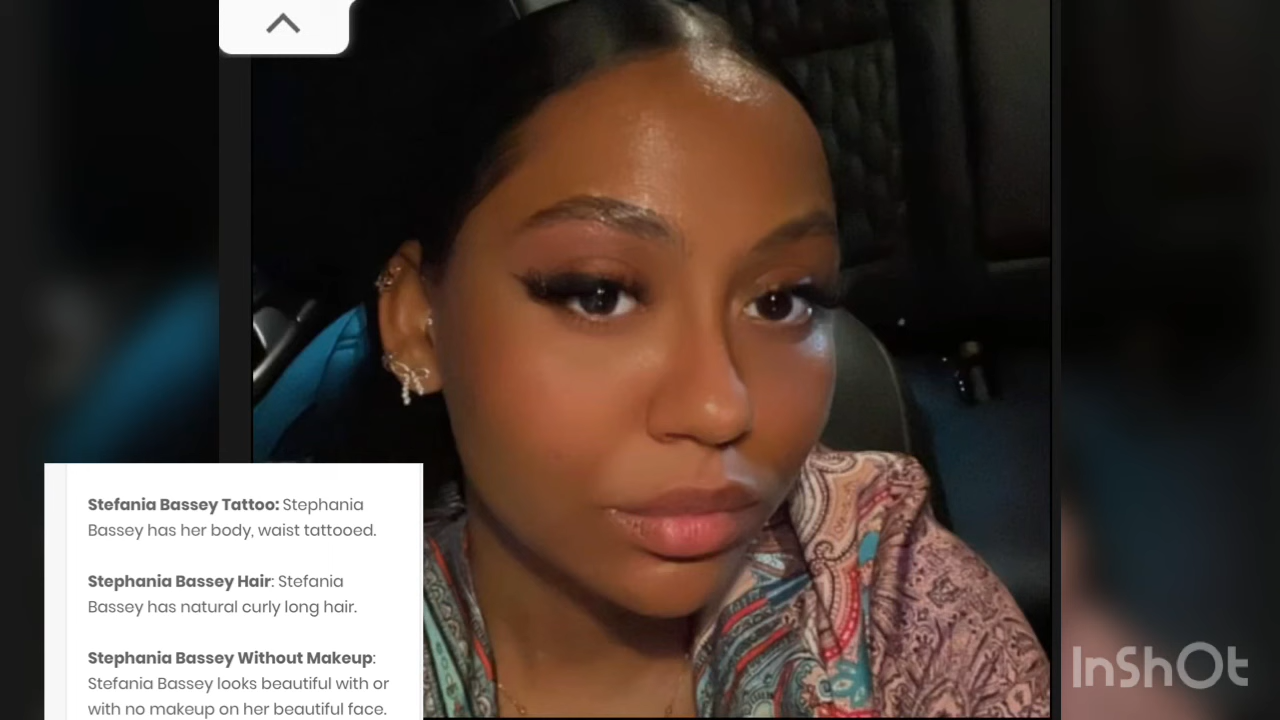 Stefania Bassey Tattoo: Stephania
Bassey has her body, waist tattooed.
Stephania Bassey Hair: Stefania
Bassey has natural curly long hair.
Stephania Bassey Without Makeup:
Stefania Bassey looks beautiful with or
with no makeup on her beautiful face.
InShOt